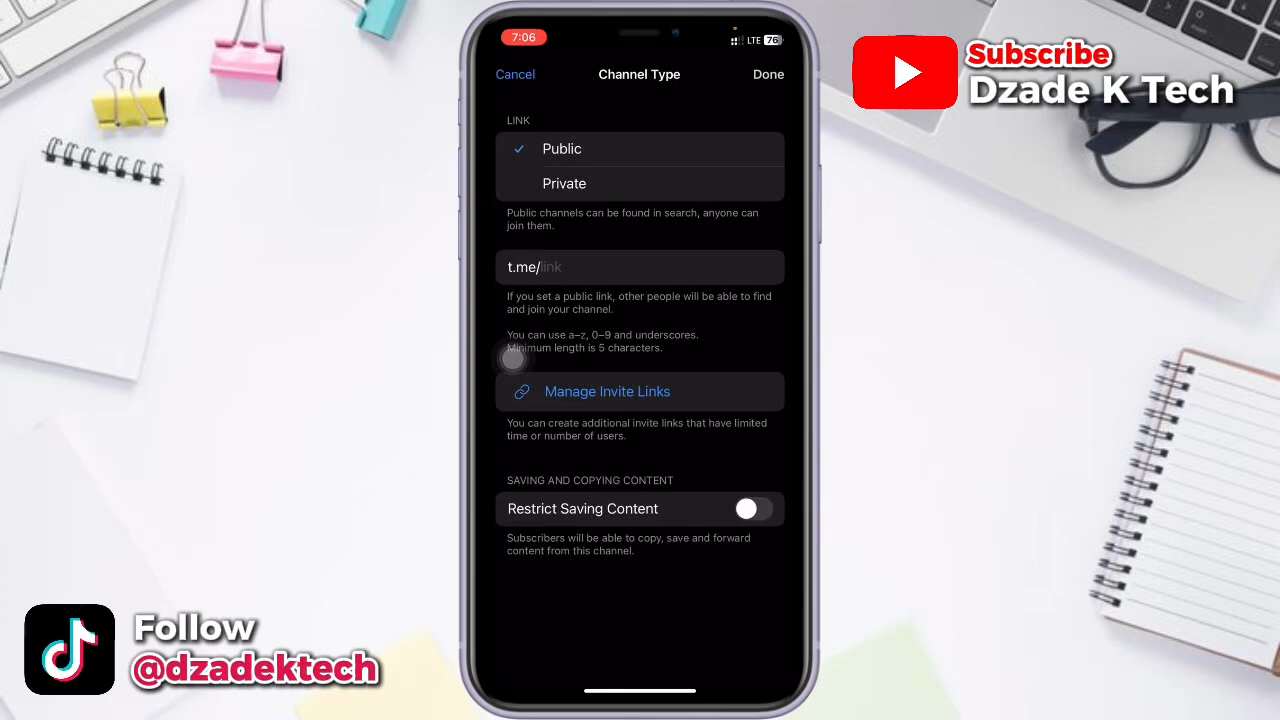 7:06
LTE 76
Cancel
Channel Type
Done
LINK
Public
Private
Public channels can be found in search, anyone can
join them.
t.me/link
If you set a public link, other people will be able to find
and join your channel.
You can use a–z, 0–9 and underscores.
Minimum length is 5 characters.
Manage Invite Links
You can create additional invite links that have limited
time or number of users.
SAVING AND COPYING CONTENT
Restrict Saving Content
Subscribers will be able to copy, save and forward
content from this channel.
Subscribe
Dzade K Tech
Follow
@dzadektech